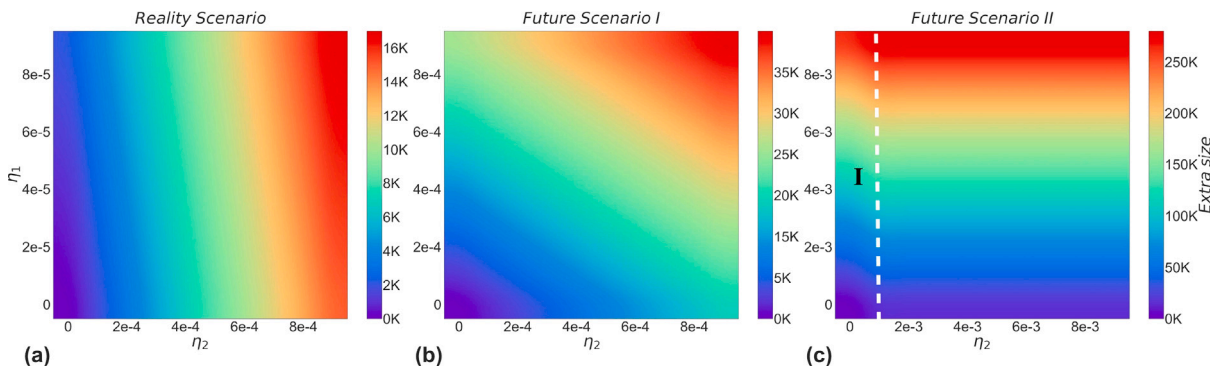 Reality Scenario
Future Scenario I
Future Scenario II
8e-5
6e-5
4e-5
2e-5
0
η1
0
2e-4
4e-4
6e-4
8e-4
η2
16K
14K
12K
10K
8K
6K
4K
2K
0K
(a)
8e-4
6e-4
4e-4
2e-4
0
0
2e-4
4e-4
6e-4
8e-4
η2
35K
30K
25K
20K
15K
10K
5K
0K
(b)
8e-3
6e-3
4e-3
2e-3
0
I
0
2e-3
4e-3
6e-3
8e-3
η2
250K
200K
150K
100K
50K
0K
Extra size
(c)